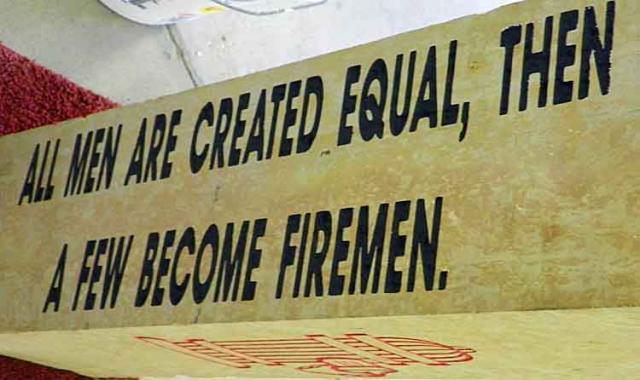 ALL MEN ARE CREATED EQUAL, THEN
A FEW BECOME FIREMEN.